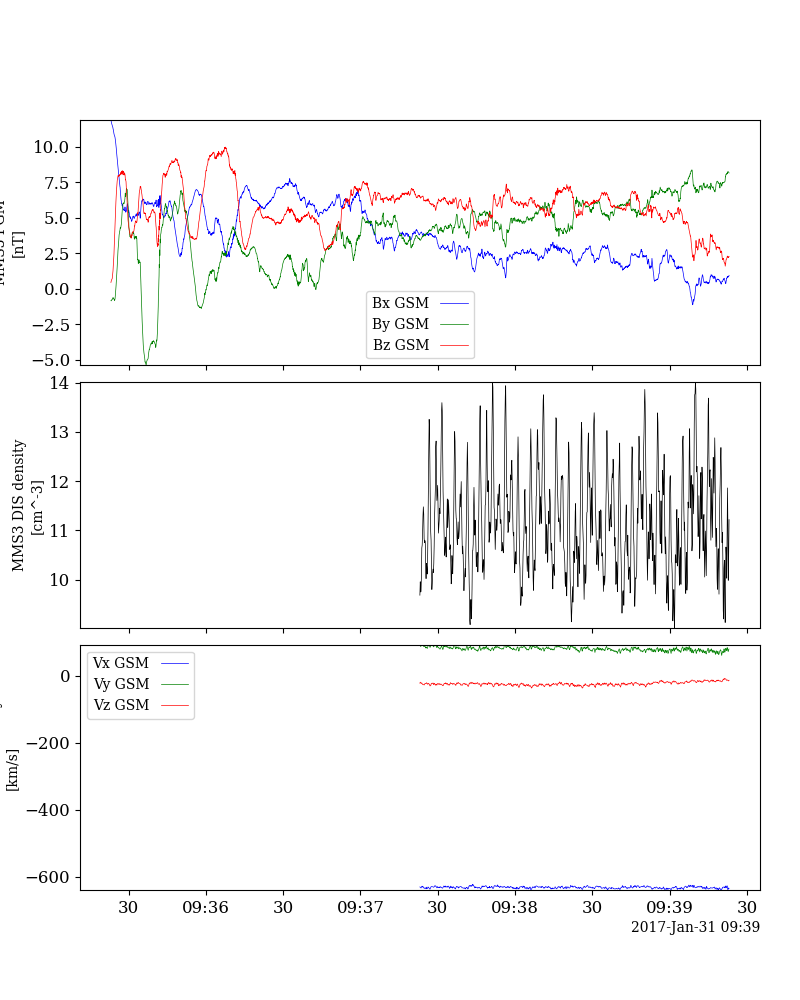 10.0
7.5
5.0
2.5
0.0
−2.5
−5.0
[nT]
Bx GSM
By GSM
Bz GSM
14
13
12
11
10
MMS3 DIS density
[cm^-3]
0
−200
−400
−600
[km/s]
Vx GSM
Vy GSM
Vz GSM
30 09:36 30 09:37 30 09:38 30 09:39 30
2017-Jan-31 09:39